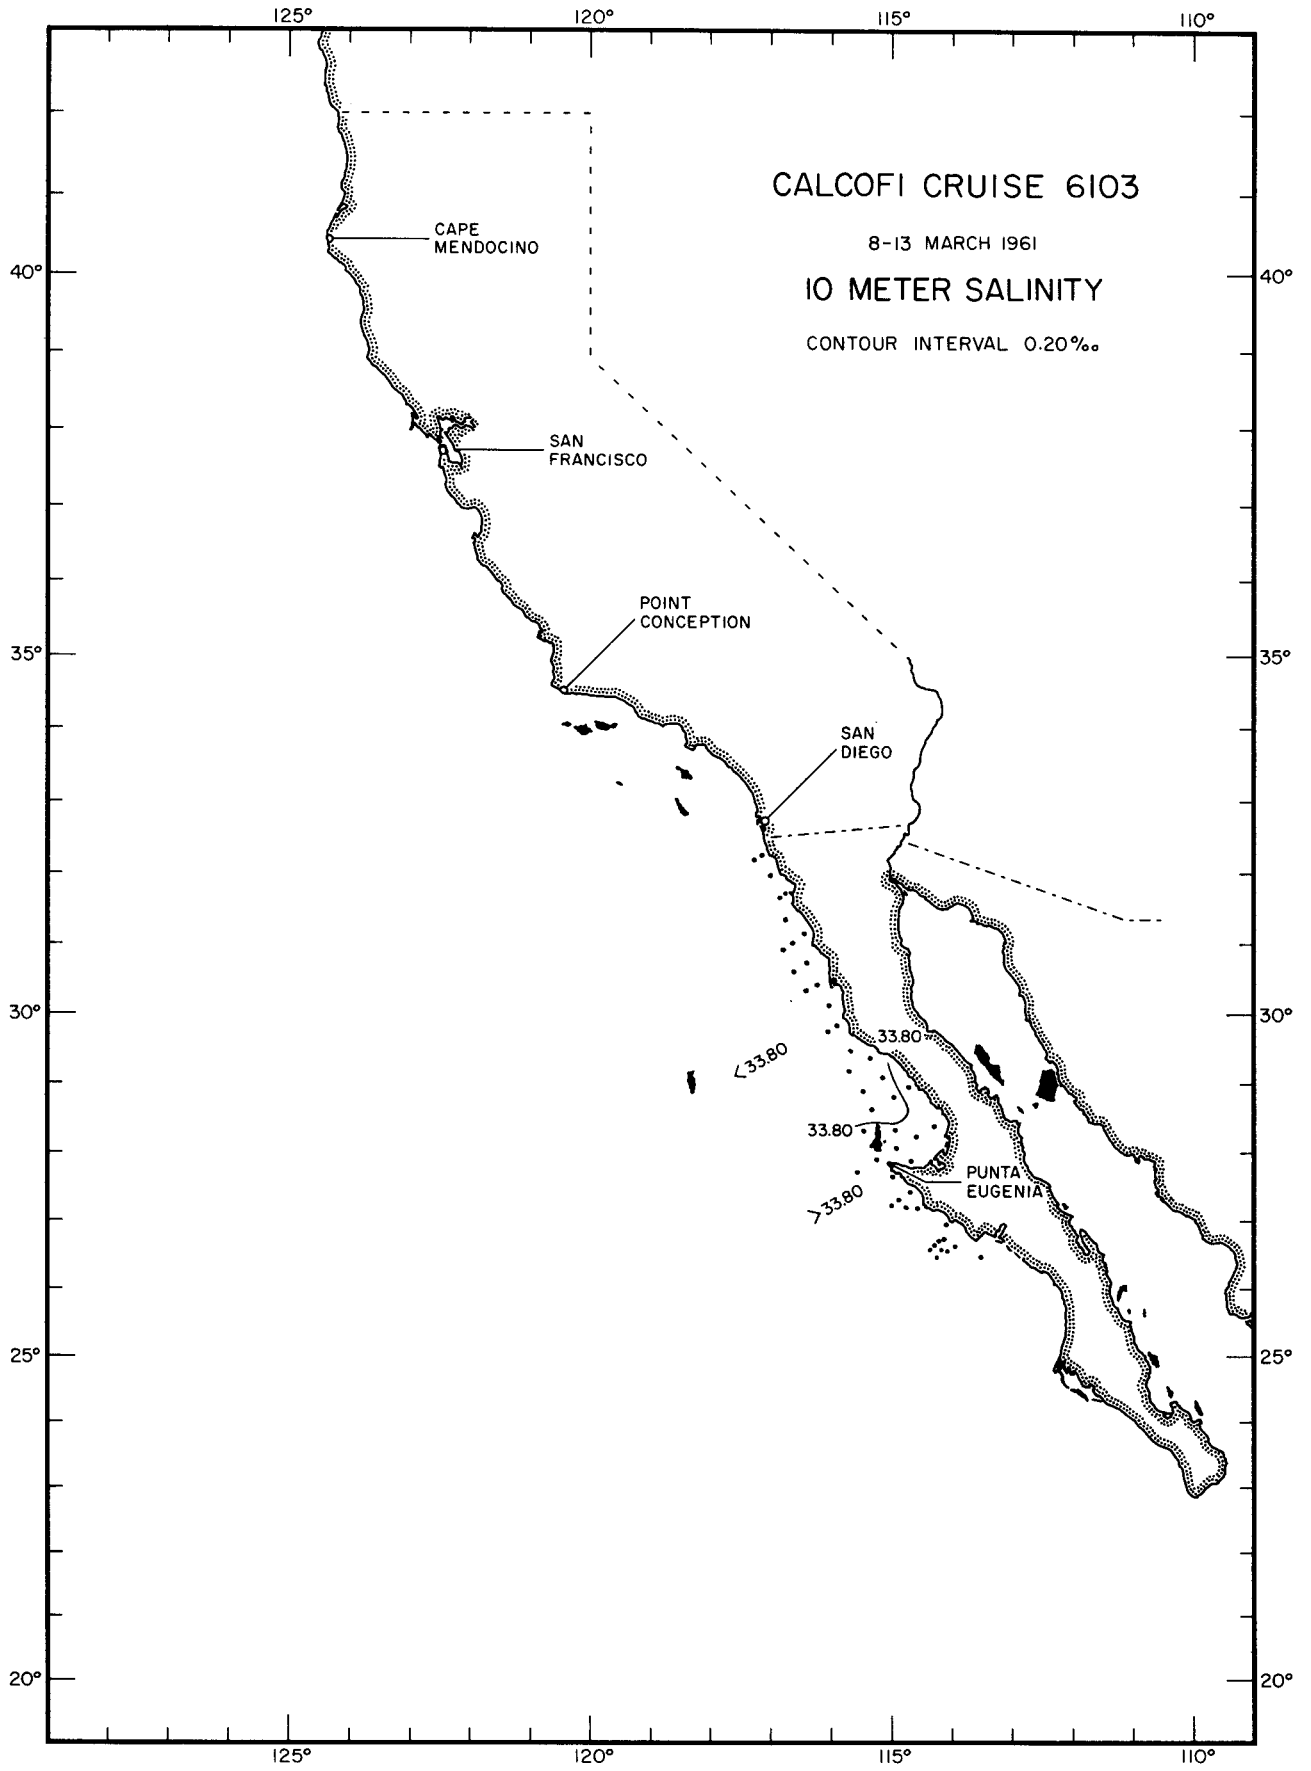 125° 120° 115° 110°
CALCOFI CRUISE 6103
8-13 MARCH 1961
10 METER SALINITY
CONTOUR INTERVAL 0.20‰
CAPE
MENDOCINO
40° 40°
SAN
FRANCISCO
POINT
CONCEPTION
35° 35°
SAN
DIEGO
30° 30°
33.80
<33.80
33.80
PUNTA
EUGENIA
>33.80
25° 25°
20° 20°
125° 120° 115° 110°